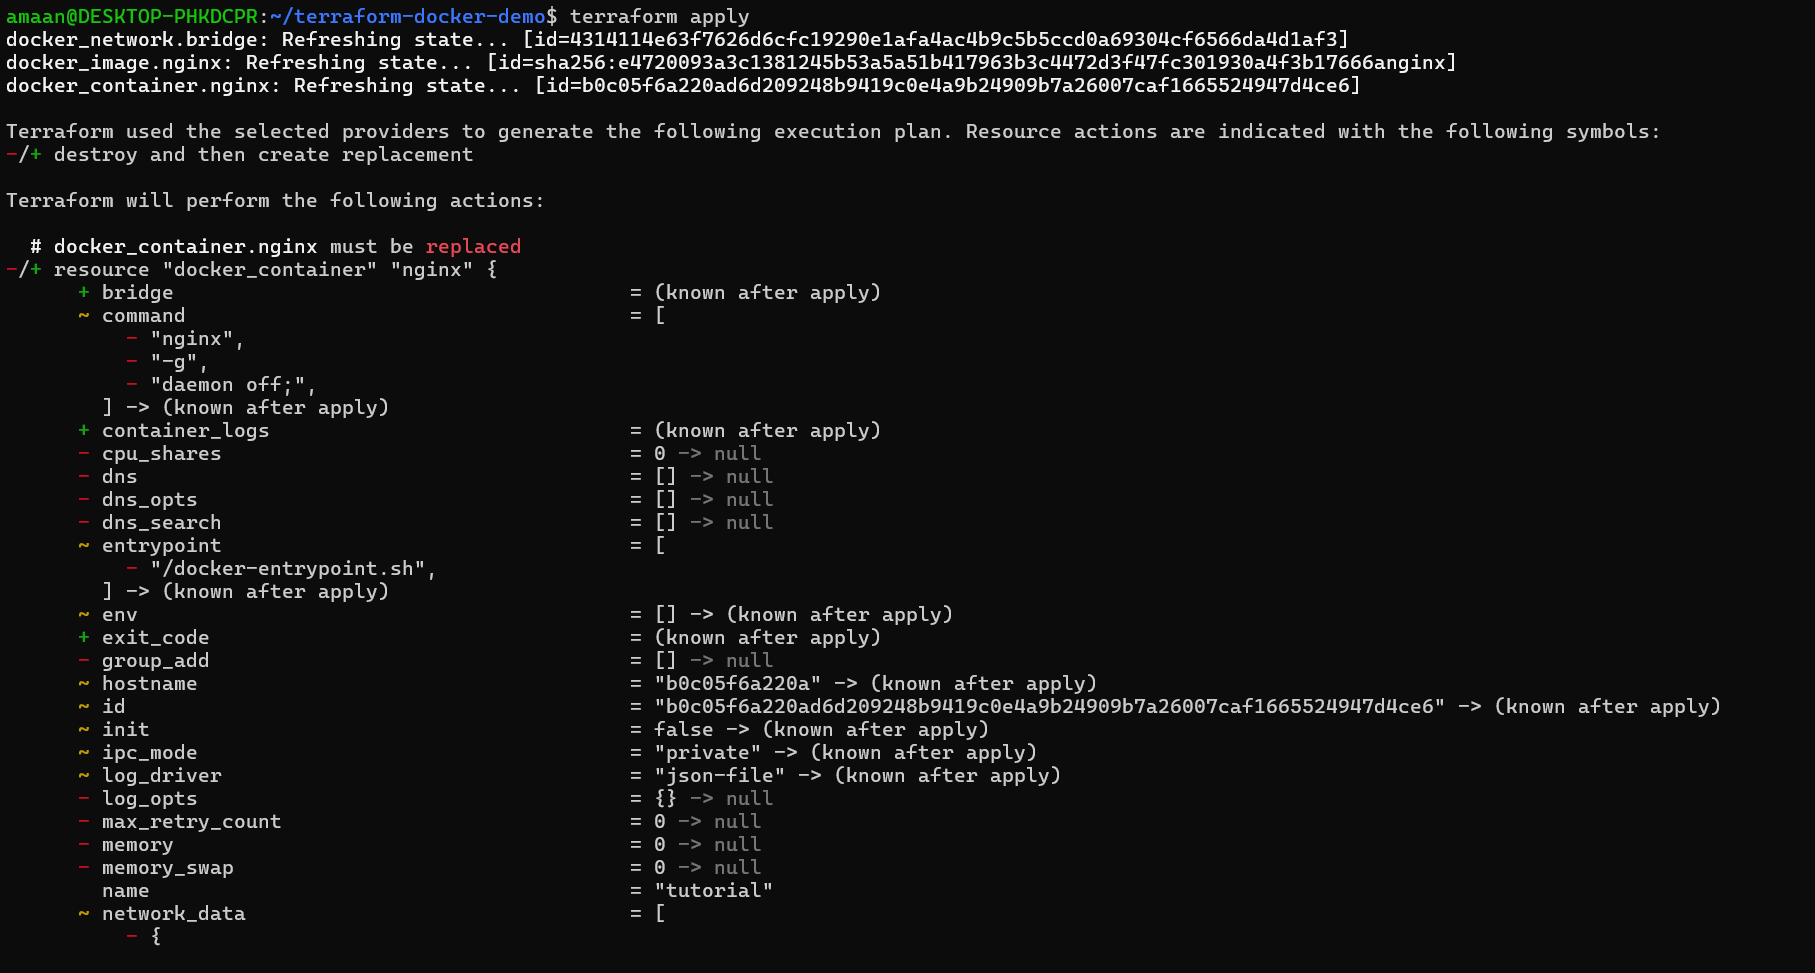 amaan@DESKTOP-PHKDCPR:~/terraform-docker-demo$ terraform apply
docker_network.bridge: Refreshing state... [id=4314114e63f7626d6cfc19290e1afa4ac4b9c5b5ccd0a69304cf6566da4d1af3]
docker_image.nginx: Refreshing state... [id=sha256:e4720093a3c1381245b53a5a51b417963b3c4472d3f47fc301930a4f3b17666anginx]
docker_container.nginx: Refreshing state... [id=b0c05f6a220ad6d209248b9419c0e4a9b24909b7a26007caf1665524947d4ce6]
Terraform used the selected providers to generate the following execution plan. Resource actions are indicated with the following symbols:
-/+ destroy and then create replacement
Terraform will perform the following actions:
# docker_container.nginx must be replaced
-/+ resource "docker_container" "nginx" {
+ bridge = (known after apply)
~ command = [
- "nginx",
- "-g",
- "daemon off;",
] -> (known after apply)
+ container_logs = (known after apply)
- cpu_shares = 0 -> null
- dns = [] -> null
- dns_opts = [] -> null
- dns_search = [] -> null
~ entrypoint = [
- "/docker-entrypoint.sh",
] -> (known after apply)
~ env = [] -> (known after apply)
+ exit_code = (known after apply)
- group_add = [] -> null
~ hostname = "b0c05f6a220a" -> (known after apply)
~ id = "b0c05f6a220ad6d209248b9419c0e4a9b24909b7a26007caf1665524947d4ce6" -> (known after apply)
~ init = false -> (known after apply)
~ ipc_mode = "private" -> (known after apply)
~ log_driver = "json-file" -> (known after apply)
- log_opts = {} -> null
- max_retry_count = 0 -> null
- memory = 0 -> null
- memory_swap = 0 -> null
name = "tutorial"
~ network_data = [
- {